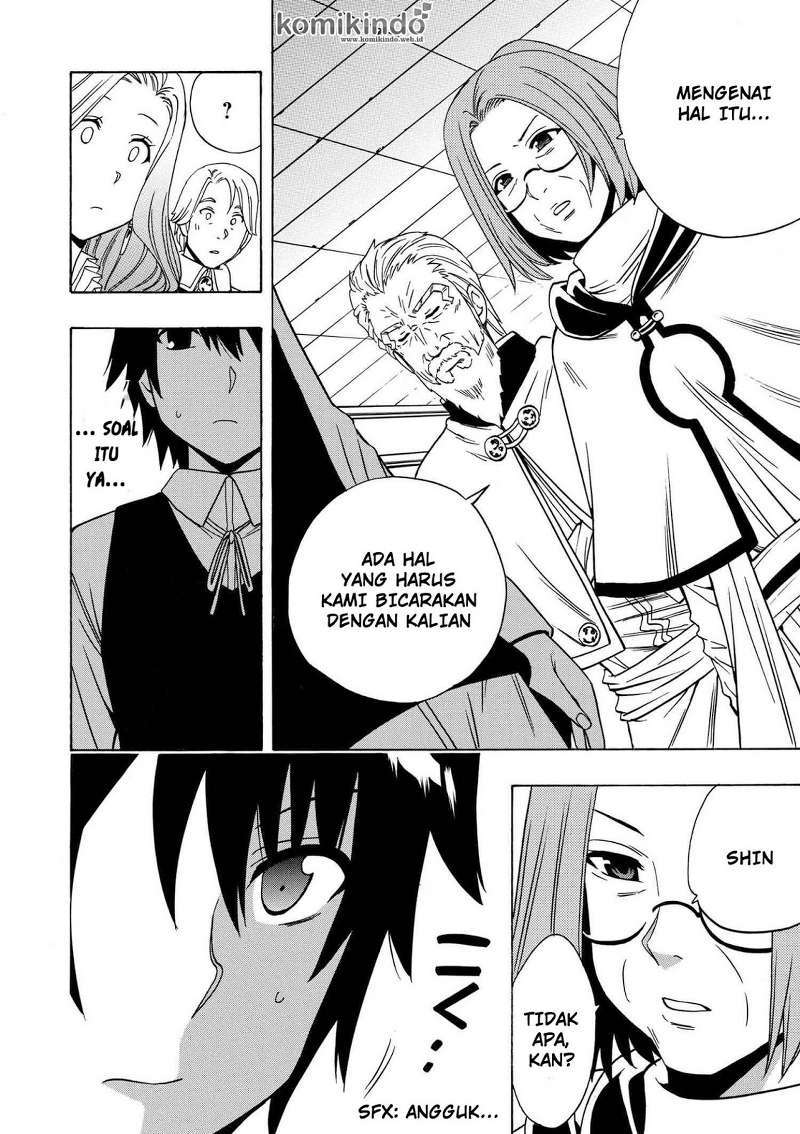 komikindo
www.komikindo.web.id
MENGENAI
HAL ITU...
ADA HAL
YANG HARUS
KAMI BICARAKAN
DENGAN KALIAN
?
... SOAL
ITU
YA...
SHIN
TIDAK
APA,
KAN?
SFX: ANGGUK...